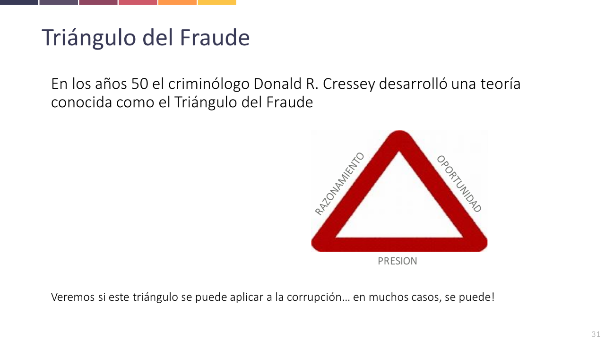 Triángulo del Fraude
En los años 50 el criminólogo Donald R. Cressey desarrolló una teoría
conocida como el Triángulo del Fraude
RAZONAMIENTO
OPORTUNIDAD
PRESION
Veremos si este triángulo se puede aplicar a la corrupción… en muchos casos, se puede!
31